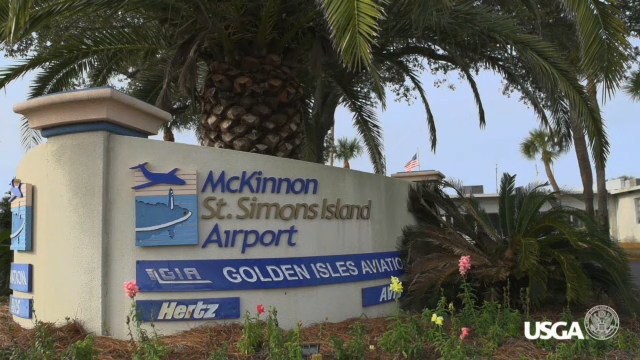 McKinnon
St. Simons Island
Airport
GIA GOLDEN ISLES AVIATION
Hertz
USGA